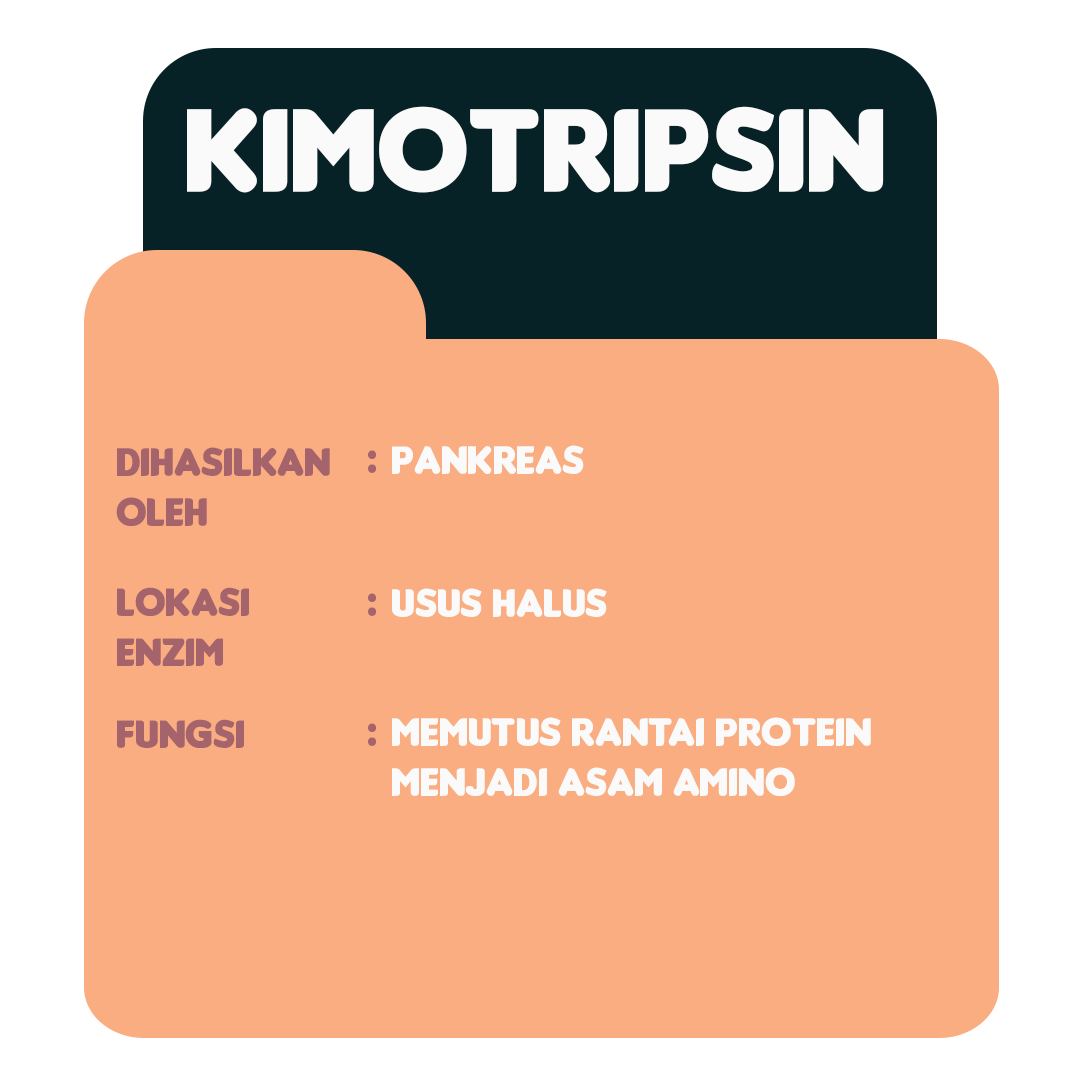 KIMOTRIPSIN
DIHASILKAN : PANKREAS
OLEH
LOKASI : USUS HALUS
ENZIM
FUNGSI : MEMUTUS RANTAI PROTEIN
MENJADI ASAM AMINO